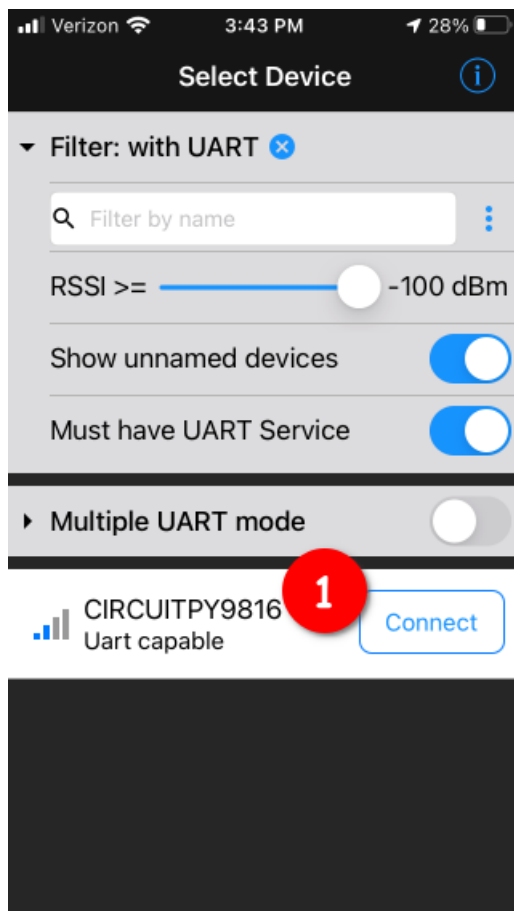 Verizon 3:43 PM 28%
Select Device i
Filter: with UART
Filter by name
RSSI >= -100 dBm
Show unnamed devices
Must have UART Service
Multiple UART mode
1
CIRCUITPY9816
Uart capable
Connect